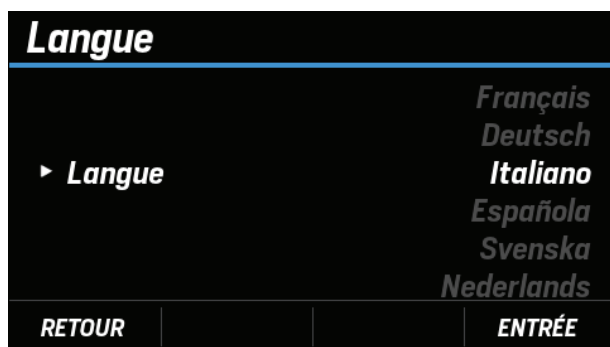 Langue
Français
Deutsch
▸ Langue Italiano
Española
Svenska
Nederlands
RETOUR ENTRÉE